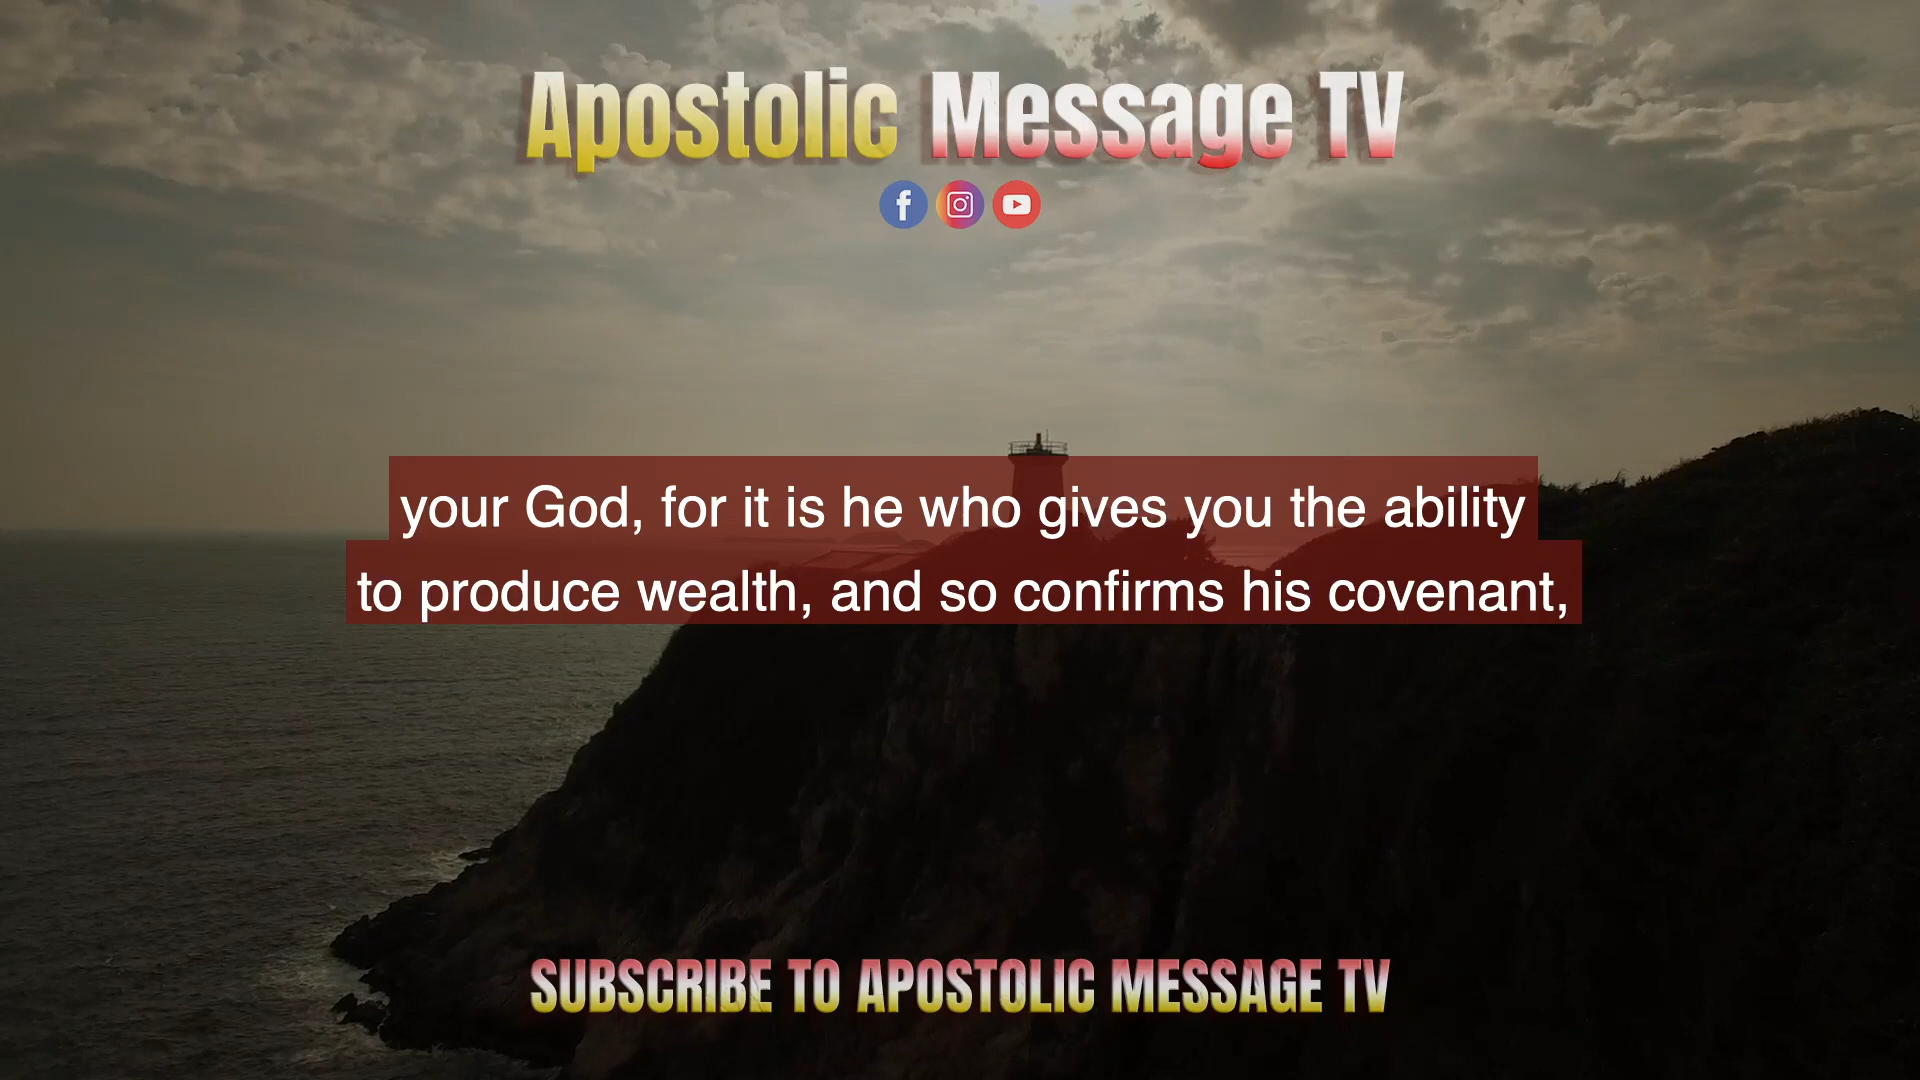 Apostolic Message TV
your God, for it is he who gives you the ability
to produce wealth, and so confirms his covenant,
SUBSCRIBE TO APOSTOLIC MESSAGE TV